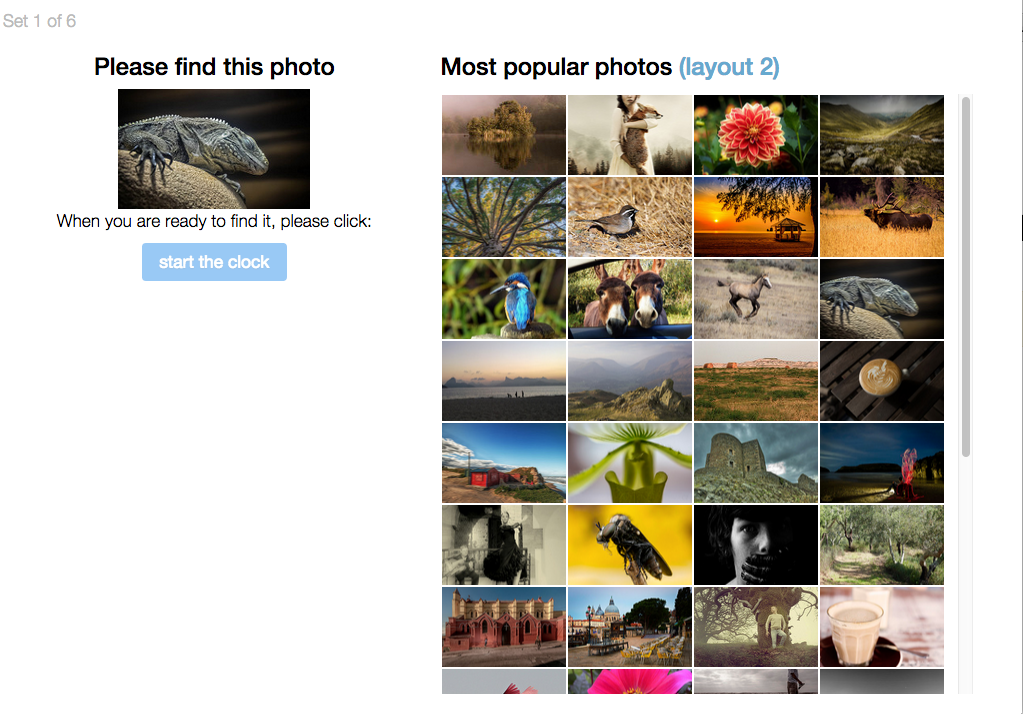 Set 1 of 6
Please find this photo
When you are ready to find it, please click:
start the clock
Most popular photos (layout 2)